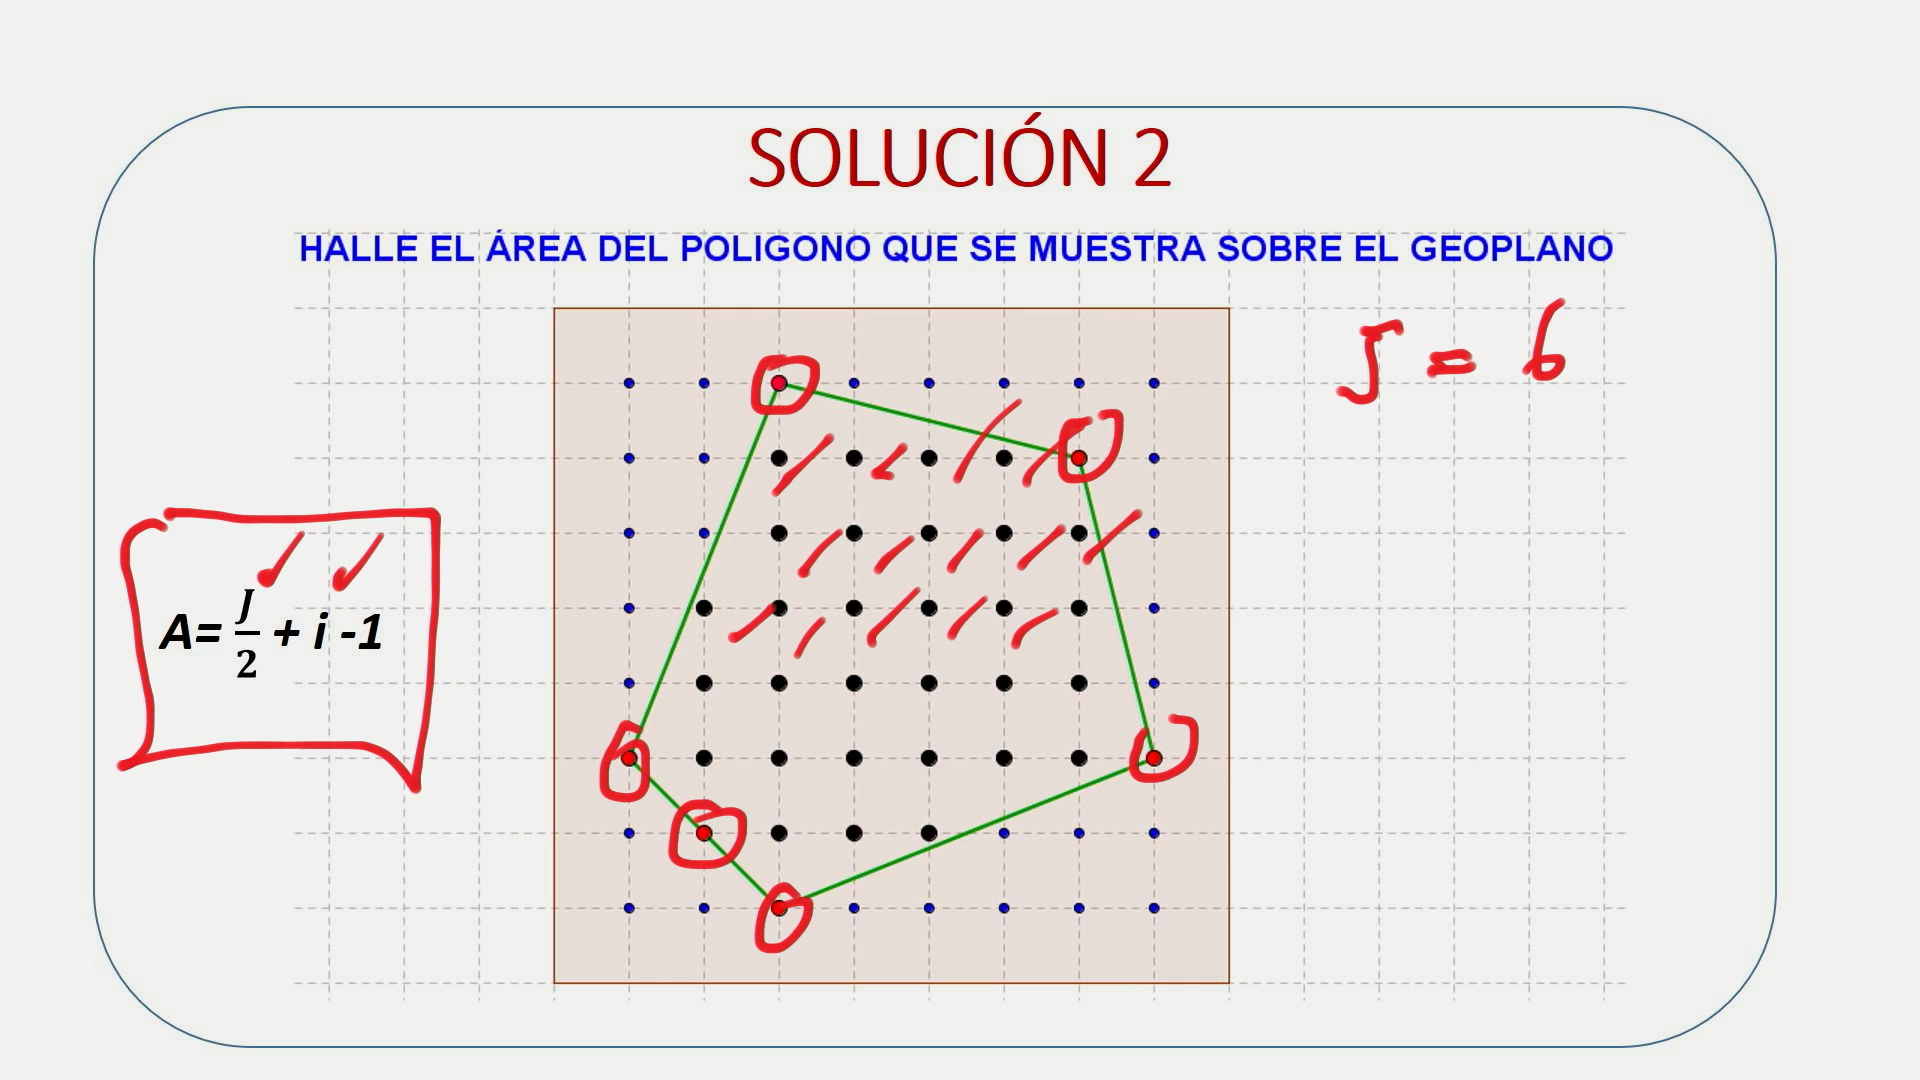 SOLUCIÓN 2
HALLE EL ÁREA DEL POLIGONO QUE SE MUESTRA SOBRE EL GEOPLANO
J = 6
A= J/2 + i -1